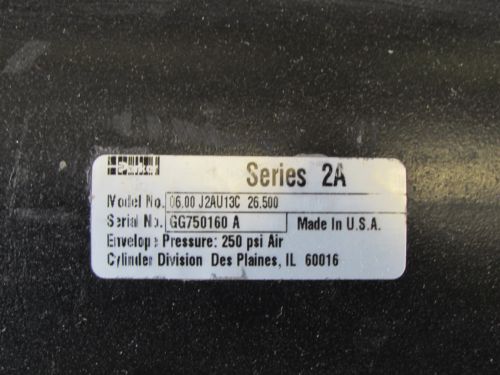 Parker
Series 2A
Model No. 06.00 J2AU13C 26.500
Serial No. GG750160 A Made In U.S.A.
Envelope Pressure: 250 psi Air
Cylinder Division Des Plaines, IL 60016